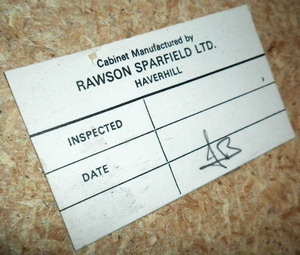 Cabinet Manufactured by
RAWSON SPARFIELD LTD.
HAVERHILL
INSPECTED
DATE